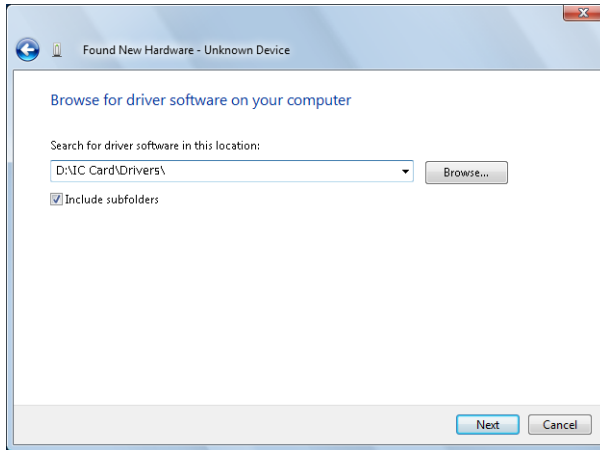 Found New Hardware - Unknown Device
Browse for driver software on your computer
Search for driver software in this location:
D:\IC Card\Drivers\
Browse...
Include subfolders
Next
Cancel